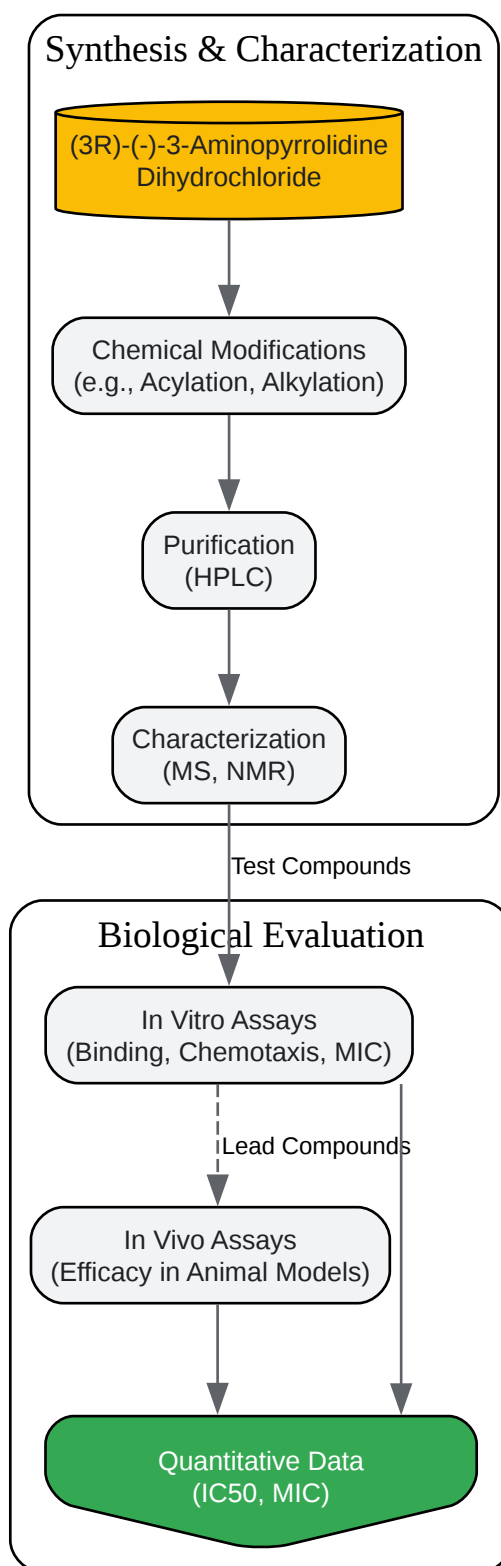 Synthesis & Characterization
(3R)-(-)-3-Aminopyrrolidine
Dihydrochloride
Chemical Modifications
(e.g., Acylation, Alkylation)
Purification
(HPLC)
Characterization
(MS, NMR)
Test Compounds
Biological Evaluation
In Vitro Assays
(Binding, Chemotaxis, MIC)
Lead Compounds
In Vivo Assays
(Efficacy in Animal Models)
Quantitative Data
(IC50, MIC)